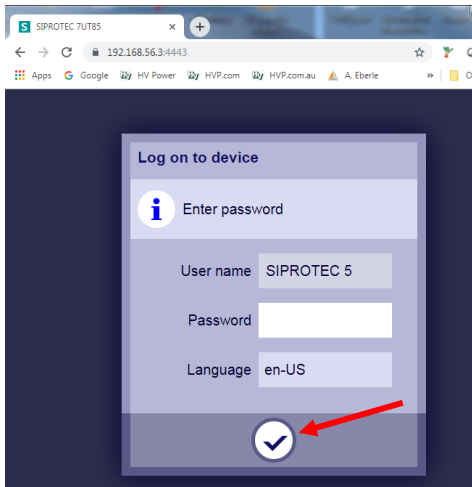 SIPROTEC 7UT85
192.168.56.3:4443
Apps Google HV Power HVP.com HVP.com.au A. Eberle »
Log on to device
Enter password
User name SIPROTEC 5
Password
Language en-US